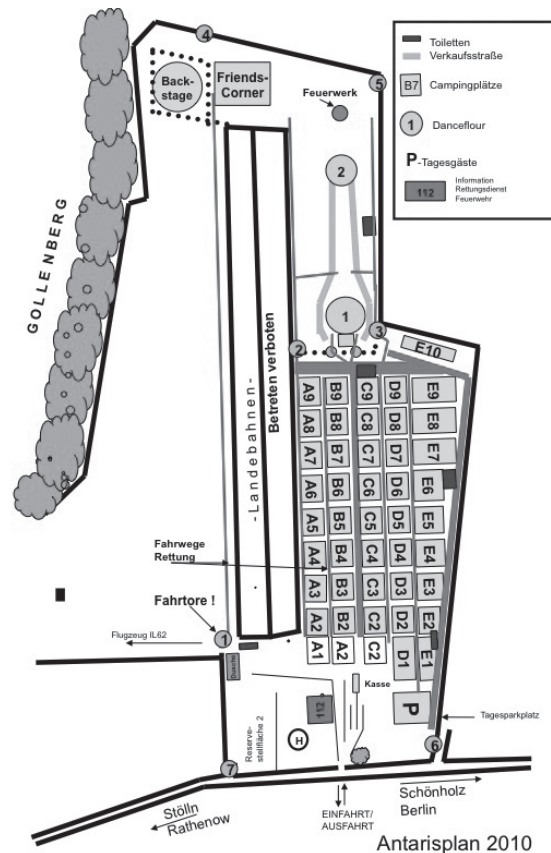 4
Back-
stage
Friends-
Corner
5
Feuerwerk
2
Toiletten
Verkaufsstraße
B7 Campingplätze
1 Danceflour
P-Tagesgäste
112
Information
Rettungsdienst
Feuerwehr
GOLLENBERG
-Landebahnen-
Betreten verboten
1
2
3
E10
A9 B9 C9 D9 E9
A8 B8 C8 D8 E8
A7 B7 C7 D7 E7
A6 B6 C6 D6 E6
A5 B5 C5 D5 E5
A4 B4 C4 D4 E4
A3 B3 C3 D3 E3
A2 B2 C2 D2 E2
A1 A2 C2 D1 E1
Fahrwege
Rettung
Fahrtore !
Flugzeug IL62
1
Dusche
Kasse
112
P
Tagesparkplatz
Reserve-
stellfläche 2
H
6
7
Stölln
Rathenow
EINFAHRT/
AUSFAHRT
Schönholz
Berlin
Antarisplan 2010